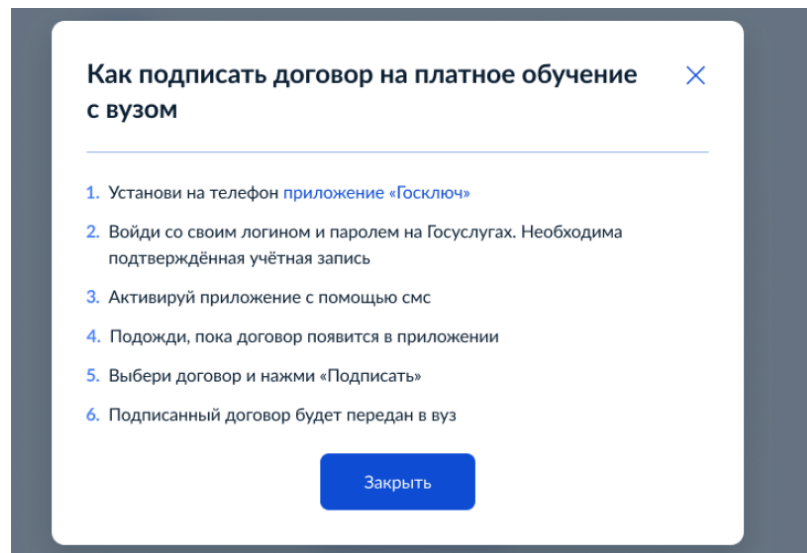 Как подписать договор на платное обучение
с вузом
1. Установи на телефон приложение «Госключ»
2. Войди со своим логином и паролем на Госуслугах. Необходима
подтверждённая учётная запись
3. Активируй приложение с помощью смс
4. Подожди, пока договор появится в приложении
5. Выбери договор и нажми «Подписать»
6. Подписанный договор будет передан в вуз
Закрыть